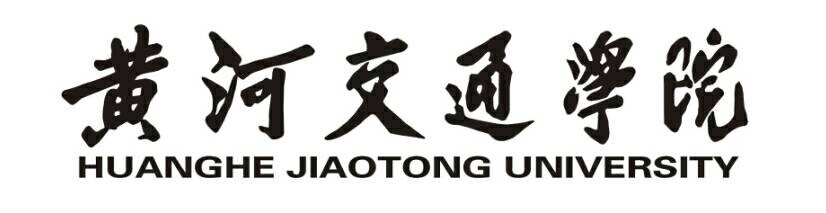 黄河交通學院
HUANGHE JIAOTONG UNIVERSITY